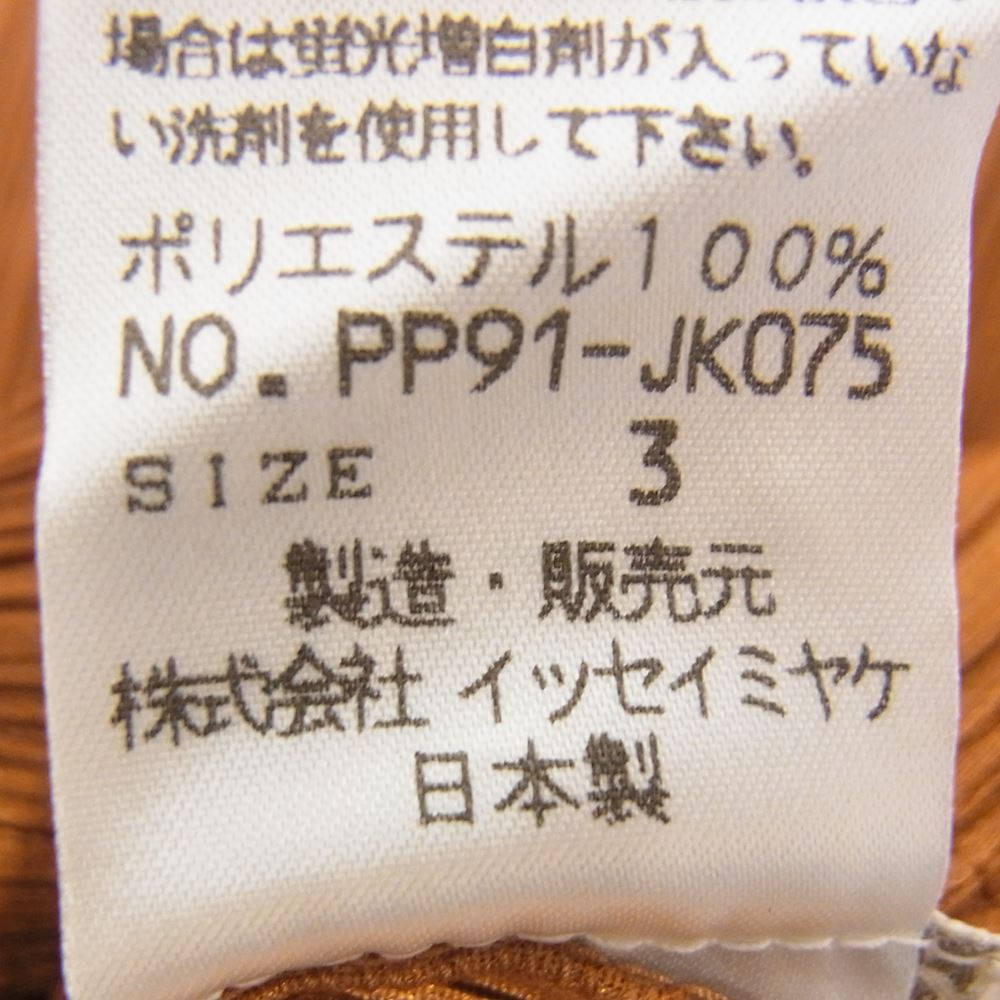 場合は蛍光増白剤が入っていな
い洗剤を使用して下さい。
ポリエステル100%
NO. PP91-JK075
SIZE 3
製造・販売元
株式会社 イッセイミヤケ
日本製